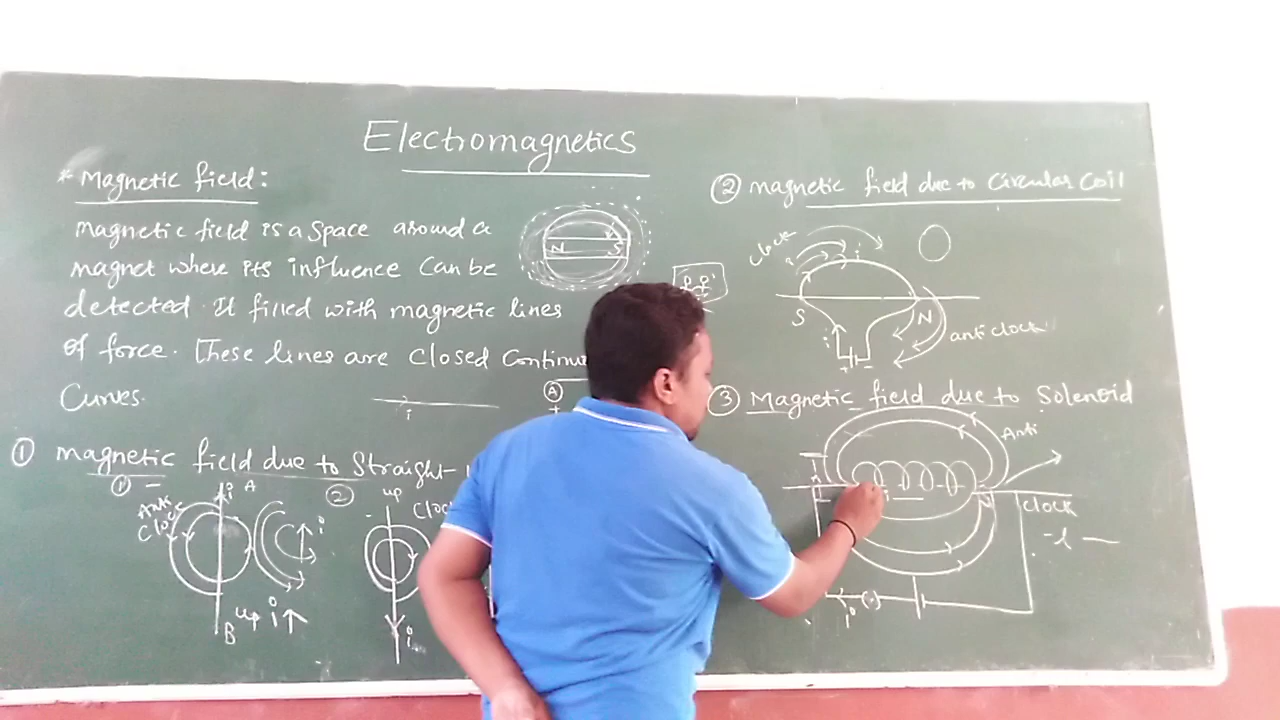 Electromagnetics
* Magnetic field:
Magnetic field is a Space around a
magnet where its influence Can be
detected. It filled with magnetic lines
of force. These lines are Closed
Curves.
i
N S
A
+
① magnetic field due to Straight
① -
Anti
Clock
i A
i
B up i ↑
②
up
i
② magnetic field due to Circular Coil
clock
i
i
S
N
anti clock
i
+ -
③ Magnetic field due to Solenoid
Anti
i
N
Clock
-l-
i (.)